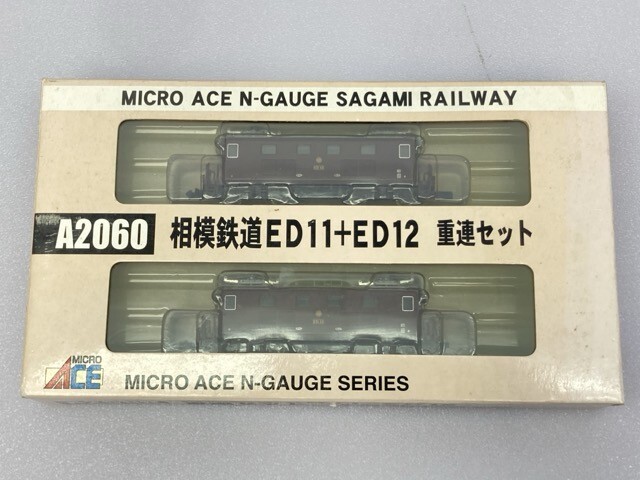 MICRO ACE N-GAUGE SAGAMI RAILWAY
A2060 相模鉄道ED11+ED12 重連セット
MICRO ACE
MICRO ACE N-GAUGE SERIES